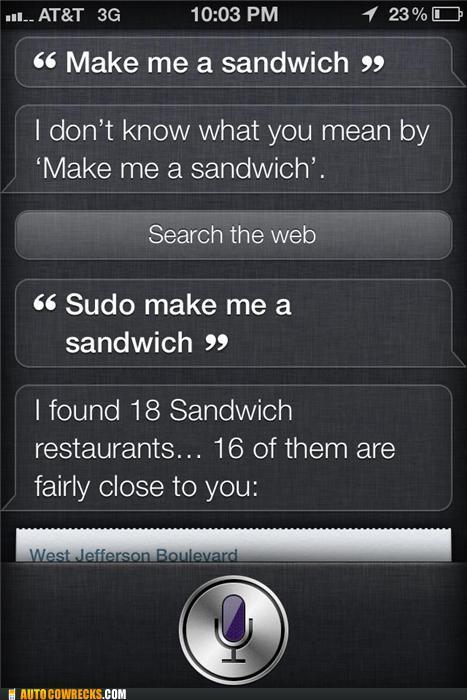 AT&T 3G 10:03 PM 23%
“ Make me a sandwich ”
I don’t know what you mean by
‘Make me a sandwich’.
Search the web
“ Sudo make me a
sandwich ”
I found 18 Sandwich
restaurants... 16 of them are
fairly close to you:
West Jefferson Boulevard
AUTOCOWRECKS.COM